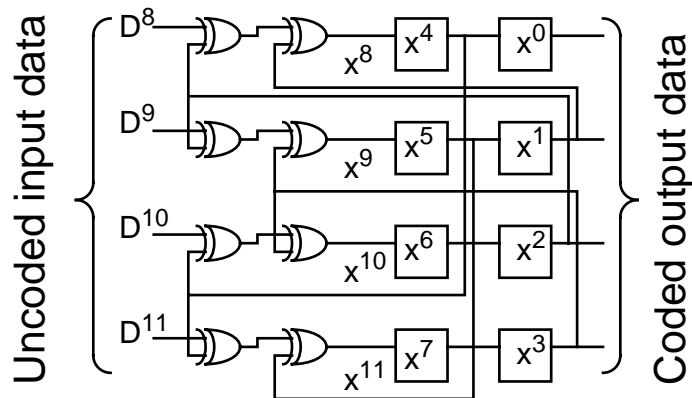 Uncoded input data
D⁸
x⁸
x⁴
x⁰
D⁹
x⁹
x⁵
x¹
D¹⁰
x¹⁰
x⁶
x²
D¹¹
x¹¹
x⁷
x³
Coded output data